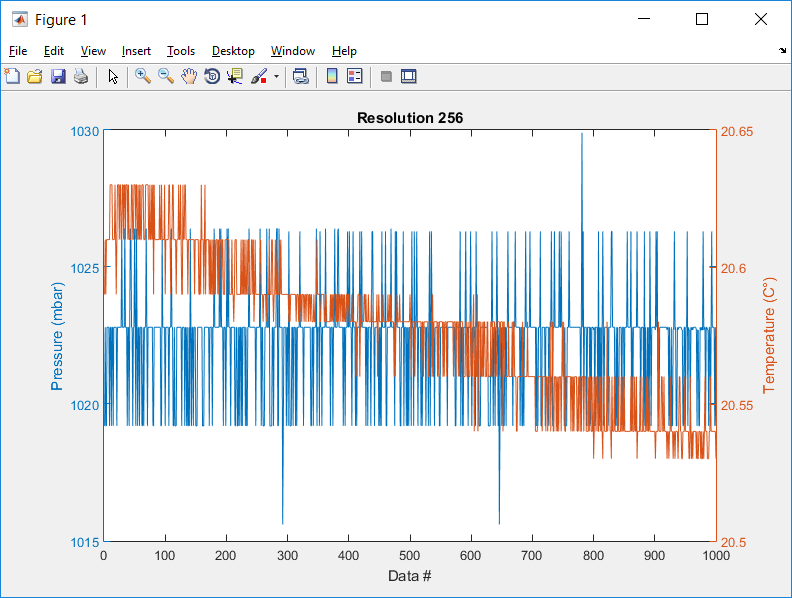 Figure 1
File Edit View Insert Tools Desktop Window Help
Resolution 256
1030
1025
1020
1015
Pressure (mbar)
20.65
20.6
20.55
20.5
Temperature (C°)
0 100 200 300 400 500 600 700 800 900 1000
Data #